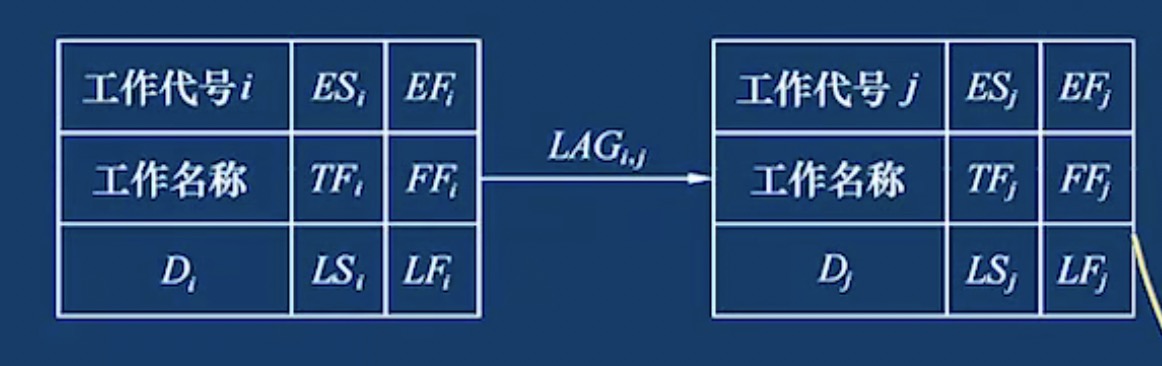 工作代号 i ES_i EF_i 工作代号 j ES_j EF_j
LAG_{i,j}
工作名称 TF_i FF_i 工作名称 TF_j FF_j
D_i LS_i LF_i D_j LS_j LF_j